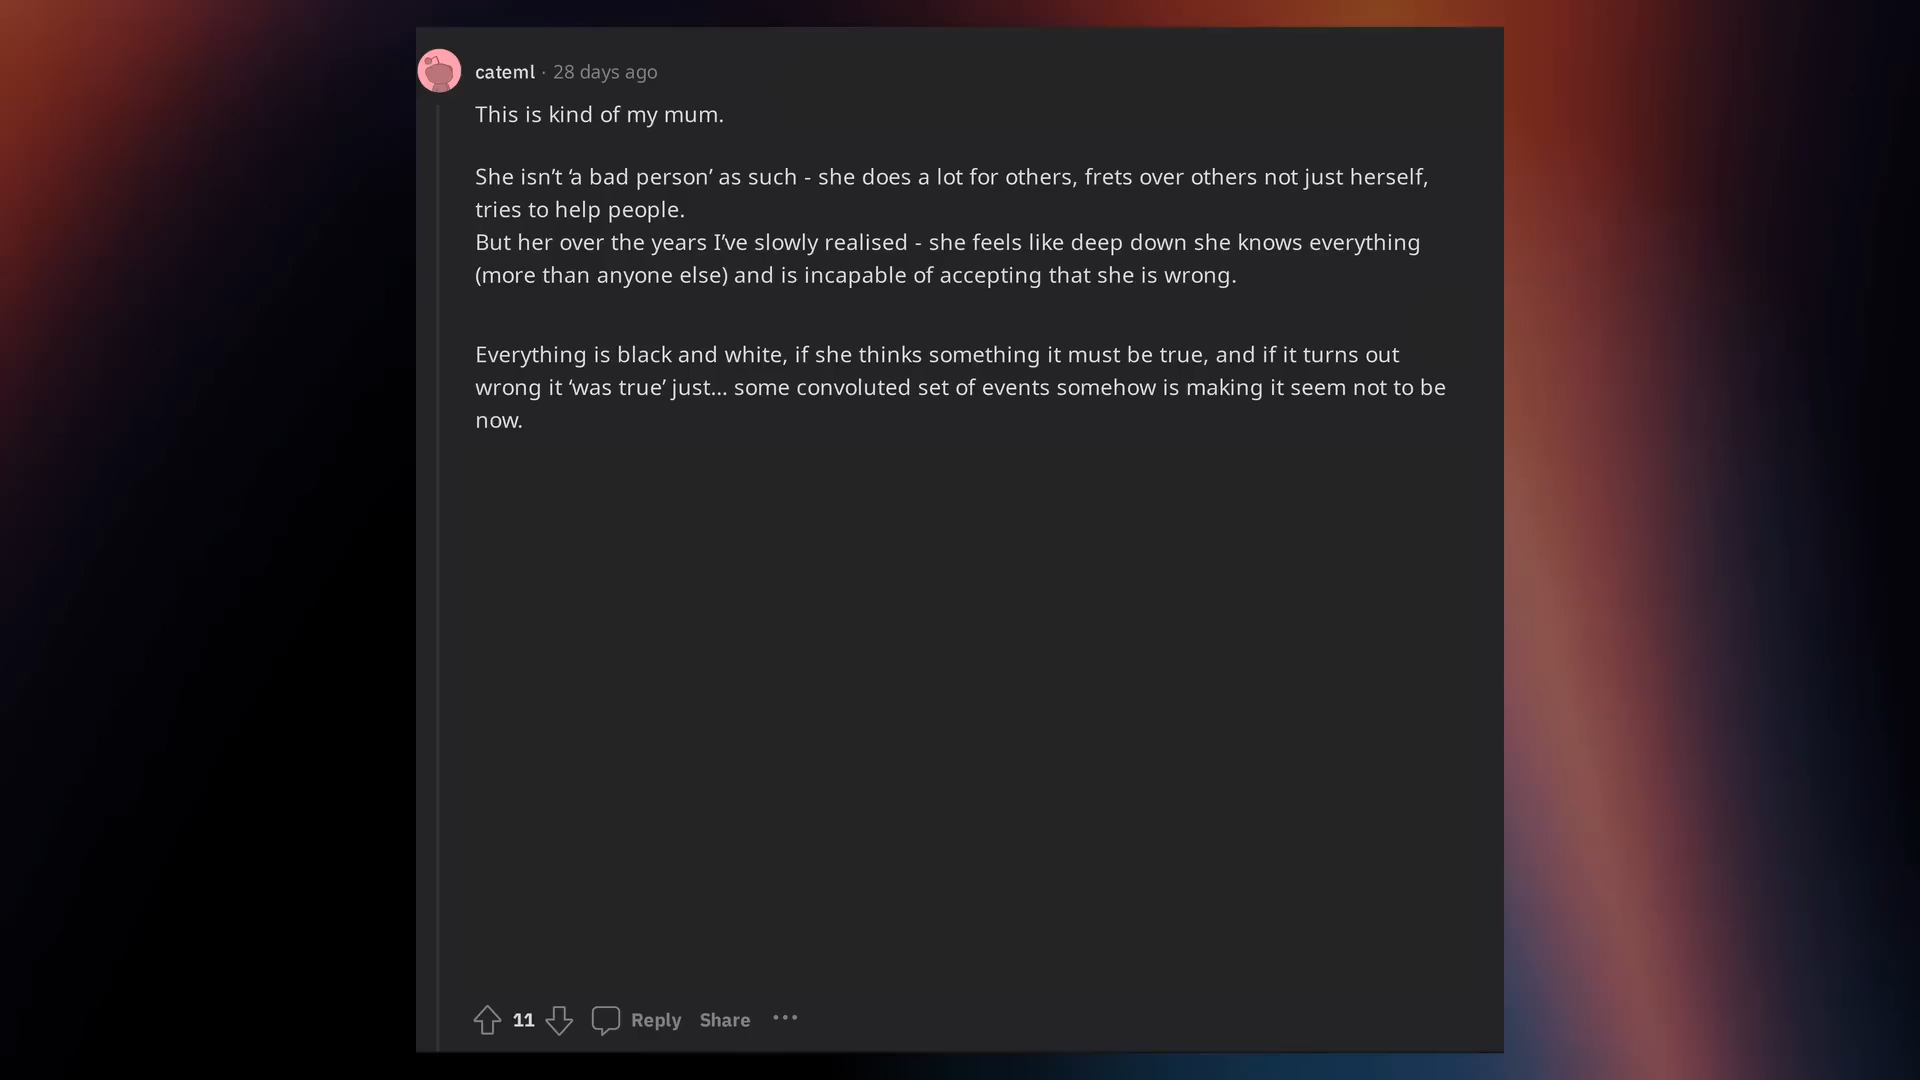 cateml · 28 days ago
This is kind of my mum.
She isn’t ‘a bad person’ as such - she does a lot for others, frets over others not just herself,
tries to help people.
But her over the years I’ve slowly realised - she feels like deep down she knows everything
(more than anyone else) and is incapable of accepting that she is wrong.
Everything is black and white, if she thinks something it must be true, and if it turns out
wrong it ‘was true’ just... some convoluted set of events somehow is making it seem not to be
now.
11 Reply Share ···